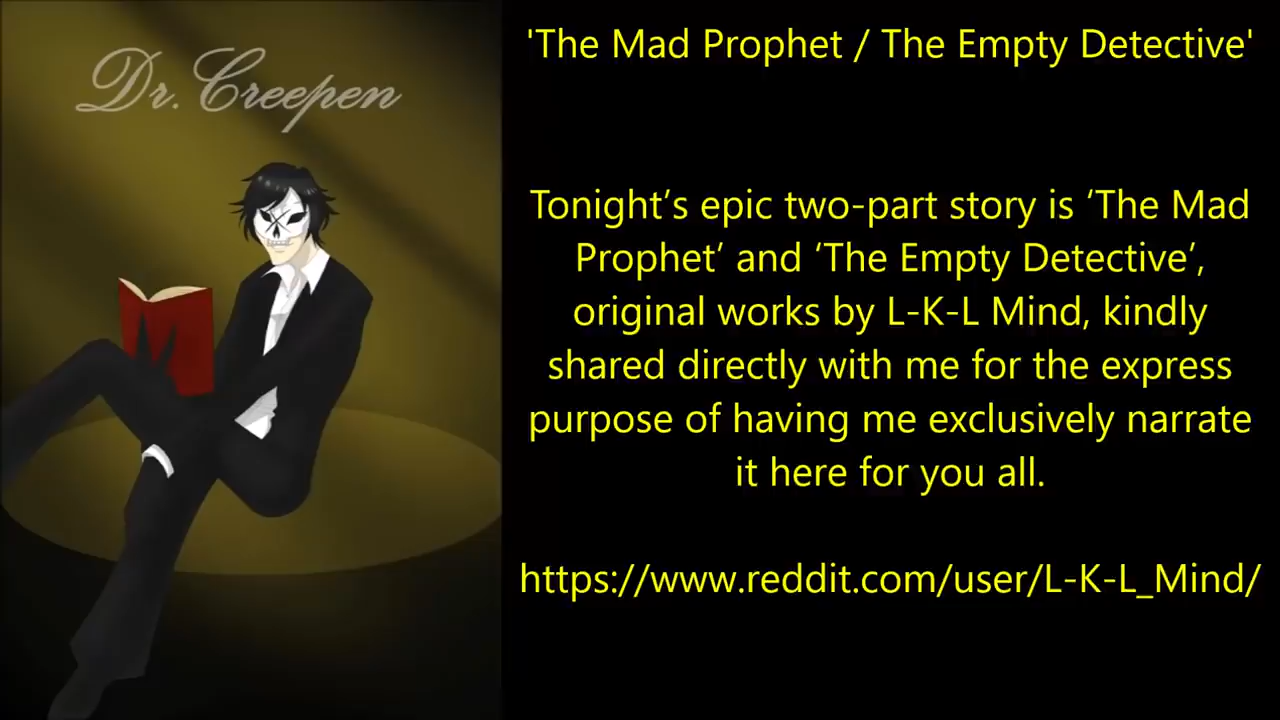 Dr. Creepen
'The Mad Prophet / The Empty Detective'
Tonight’s epic two-part story is ‘The Mad
Prophet’ and ‘The Empty Detective’,
original works by L-K-L Mind, kindly
shared directly with me for the express
purpose of having me exclusively narrate
it here for you all.
https://www.reddit.com/user/L-K-L_Mind/